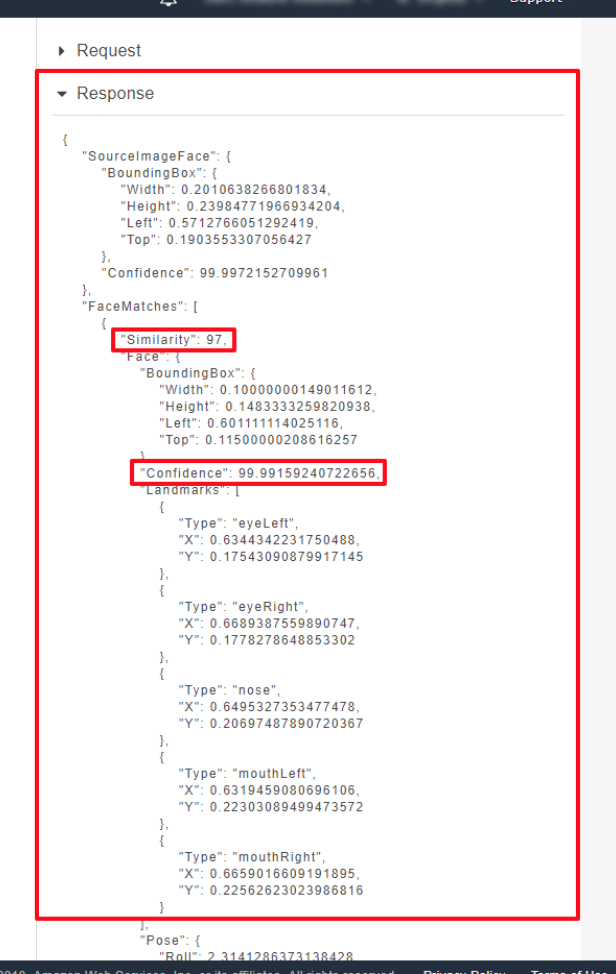 Support
Request
Response
{
"SourceImageFace": {
"BoundingBox": {
"Width": 0.2010638266801834,
"Height": 0.23984771966934204,
"Left": 0.5712766051292419,
"Top": 0.1903553307056427
},
"Confidence": 99.9972152709961
},
"FaceMatches": [
{
"Similarity": 97,
"Face": {
"BoundingBox": {
"Width": 0.10000000149011612,
"Height": 0.1483333259820938,
"Left": 0.601111114025116,
"Top": 0.11500000208616257
},
"Confidence": 99.99159240722656,
"Landmarks": [
{
"Type": "eyeLeft",
"X": 0.6344342231750488,
"Y": 0.17543090879917145
},
{
"Type": "eyeRight",
"X": 0.6689387559890747,
"Y": 0.1778278648853302
},
{
"Type": "nose",
"X": 0.6495327353477478,
"Y": 0.20697487890720367
},
{
"Type": "mouthLeft",
"X": 0.6319459080696106,
"Y": 0.22303089499473572
},
{
"Type": "mouthRight",
"X": 0.6659016609191895,
"Y": 0.22562623023986816
}
],
"Pose": {
"Roll": 2.3141286373138428
2018, Amazon Web Services, Inc. or its affiliates. All rights reserved. Privacy Policy Terms of Use